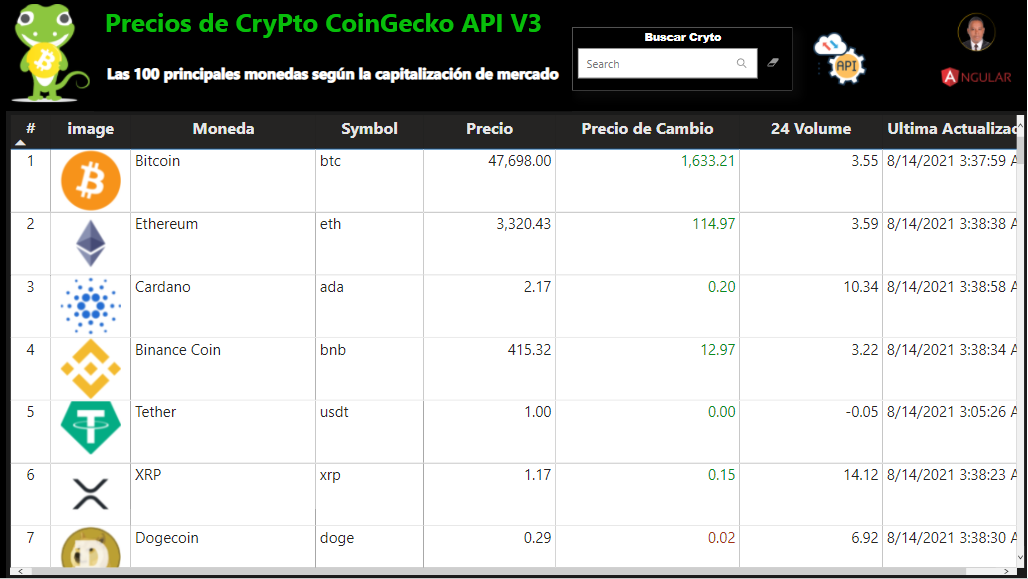 Precios de CryPto CoinGecko API V3
Las 100 principales monedas según la capitalización de mercado
Buscar Cryto
Search
API
ANGULAR
# image Moneda Symbol Precio Precio de Cambio 24 Volume Ultima Actualizac
1 Bitcoin btc 47,698.00 1,633.21 3.55 8/14/2021 3:37:59 A
2 Ethereum eth 3,320.43 114.97 3.59 8/14/2021 3:38:38 A
3 Cardano ada 2.17 0.20 10.34 8/14/2021 3:38:58 A
4 Binance Coin bnb 415.32 12.97 3.22 8/14/2021 3:38:34 A
5 Tether usdt 1.00 0.00 -0.05 8/14/2021 3:05:26 A
6 XRP xrp 1.17 0.15 14.12 8/14/2021 3:38:23 A
7 Dogecoin doge 0.29 0.02 6.92 8/14/2021 3:38:30 A